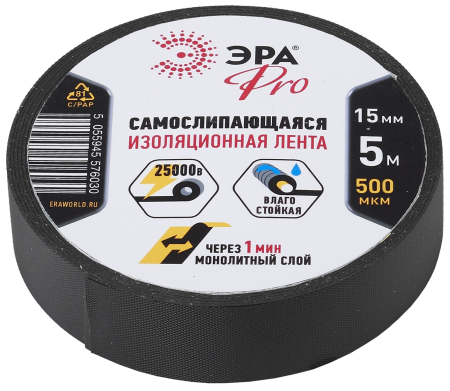 ЭРА®
Pro
САМОСЛИПАЮЩАЯСЯ
ИЗОЛЯЦИОННАЯ ЛЕНТА
25000В
ВЛАГО
СТОЙКАЯ
ЧЕРЕЗ 1 МИН
МОНОЛИТНЫЙ СЛОЙ
15 мм
5 м
500
МКМ
81
C/PAP
5 055945 576030
ERAWORLD.RU